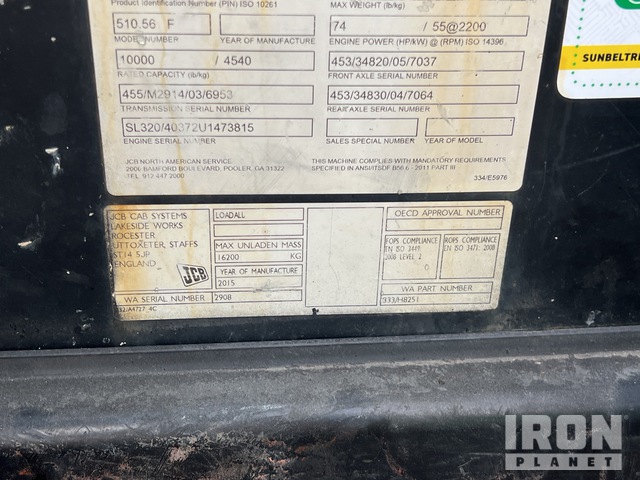 Product Identification Number (PIN) ISO 10261
MAX WEIGHT (lb/kg)
510.56 F
MODEL NUMBER
YEAR OF MANUFACTURE
74 / 55@2200
ENGINE POWER (HP/kW) @ (RPM) ISO 14396
10000 / 4540
RATED CAPACITY (lb/kg)
453/34820/05/7037
FRONT AXLE SERIAL NUMBER
455/M2914/03/6953
TRANSMISSION SERIAL NUMBER
453/34830/04/7064
REAR AXLE SERIAL NUMBER
SL320/40372U1473815
ENGINE SERIAL NUMBER
SALES SPECIAL NUMBER
YEAR OF MODEL
JCB NORTH AMERICAN SERVICE
2000 BAMFORD BOULEVARD, POOLER, GA 31322
TEL 912 447 2000
THIS MACHINE COMPLIES WITH MANDATORY REQUIREMENTS
SPECIFIED IN ANSI/ITSDF B56.6 - 2011 PART III
334/E5976
SUNBELTRE
JCB CAB SYSTEMS
LAKESIDE WORKS
ROCESTER
UTTOXETER, STAFFS
ST14 5JP
ENGLAND
JCB
WA SERIAL NUMBER
332/A4727 4C
LOADALL
MAX UNLADEN MASS
16200 KG
YEAR OF MANUFACTURE
2015
2908
OECD APPROVAL NUMBER
FOPS COMPLIANCE
EN ISO 3449:
2008 LEVEL 2
ROPS COMPLIANCE
EN ISO 3471: 2008
WA PART NUMBER
333/H8251
IRON
PLANET